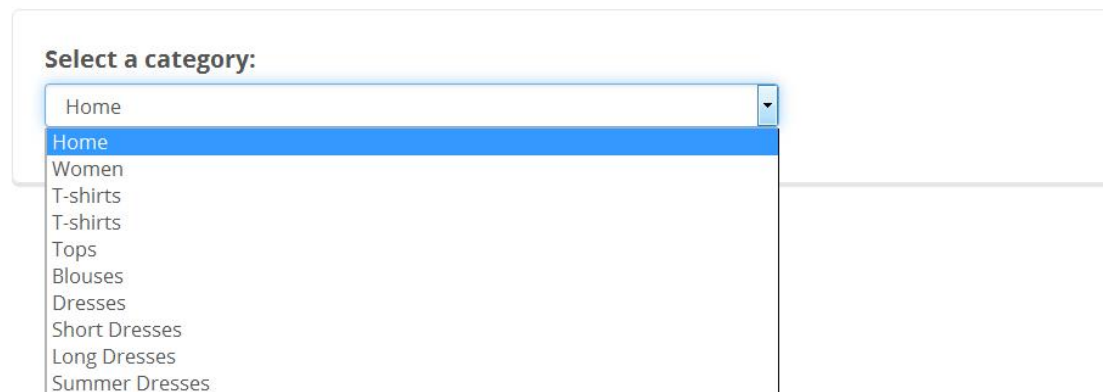 Select a category:
Home
Home
Women
T-shirts
T-shirts
Tops
Blouses
Dresses
Short Dresses
Long Dresses
Summer Dresses